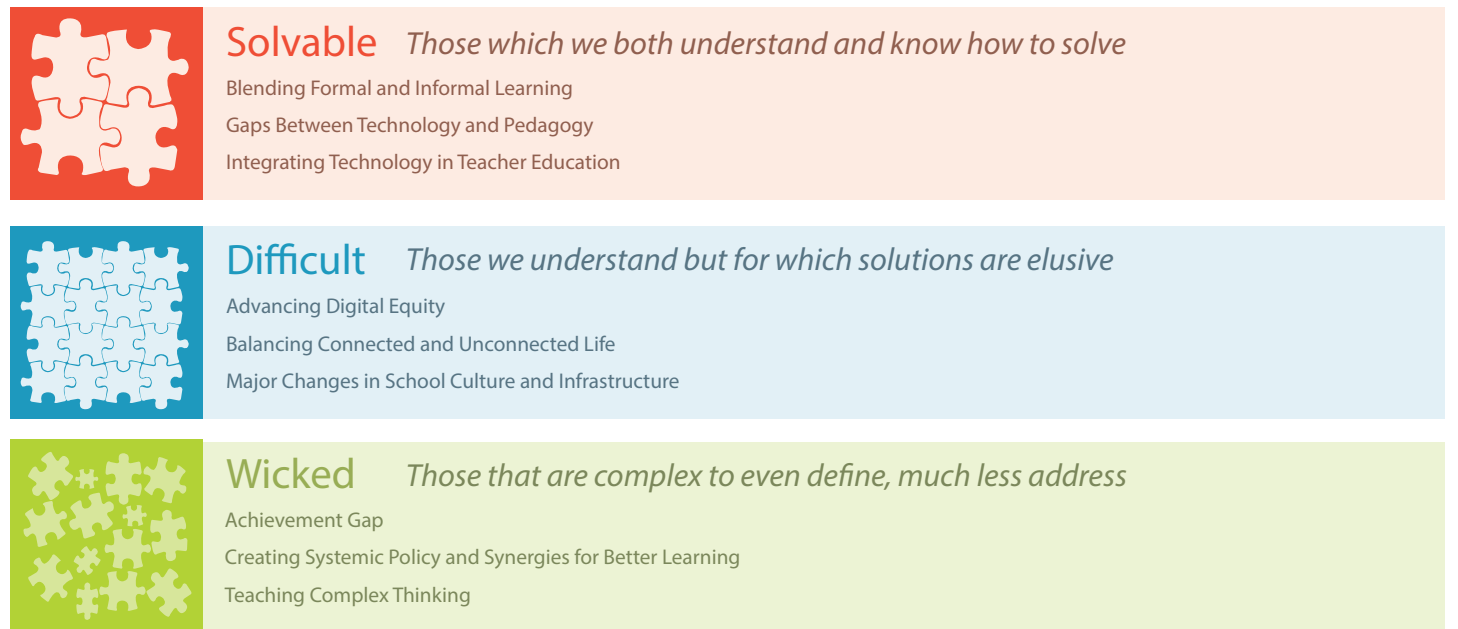 Solvable Those which we both understand and know how to solve
Blending Formal and Informal Learning
Gaps Between Technology and Pedagogy
Integrating Technology in Teacher Education
Difficult Those we understand but for which solutions are elusive
Advancing Digital Equity
Balancing Connected and Unconnected Life
Major Changes in School Culture and Infrastructure
Wicked Those that are complex to even define, much less address
Achievement Gap
Creating Systemic Policy and Synergies for Better Learning
Teaching Complex Thinking